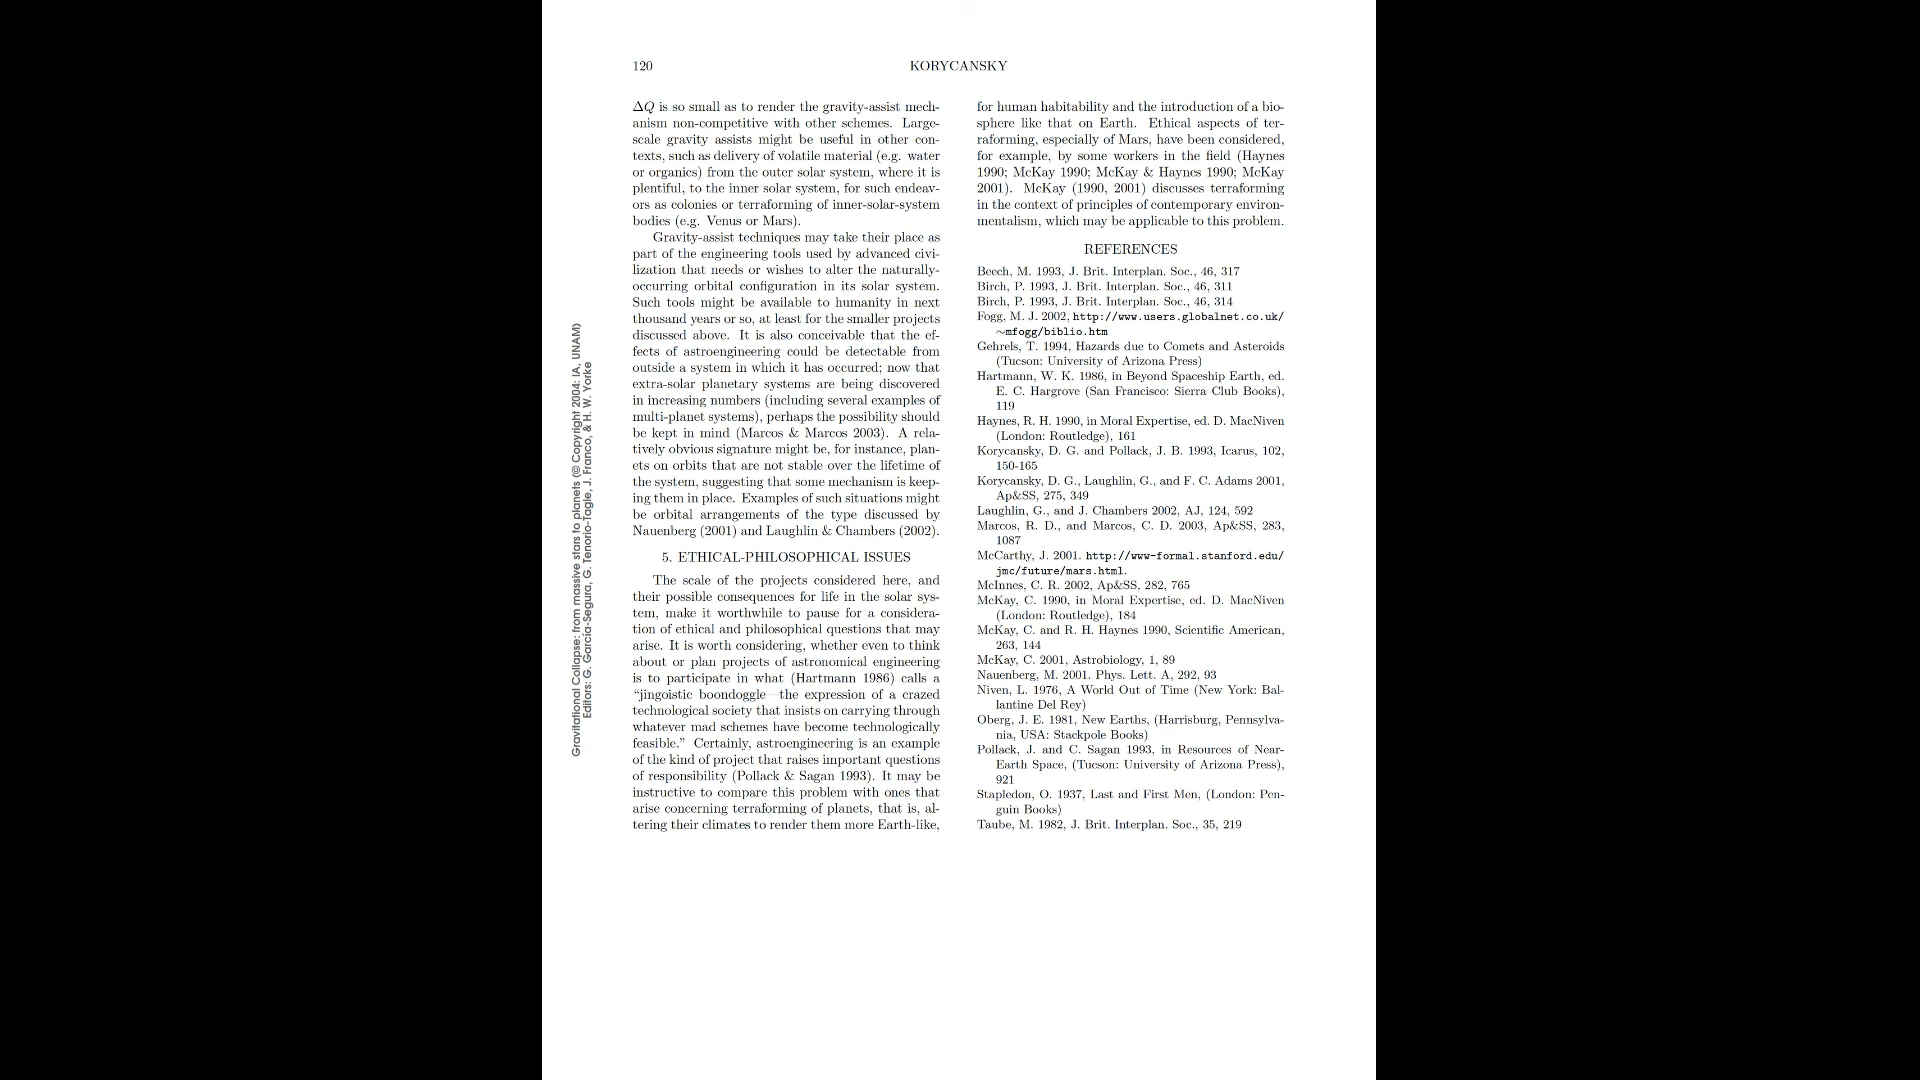 120
KORYCANSKY
ΔQ is so small as to render the gravity-assist mech-
anism non-competitive with other schemes. Large-
scale gravity assists might be useful in other con-
texts, such as delivery of volatile material (e.g. water
or organics) from the outer solar system, where it is
plentiful, to the inner solar system, for such endeav-
ors as colonies or terraforming of inner-solar-system
bodies (e.g. Venus or Mars).
Gravity-assist techniques may take their place as
part of the engineering tools used by advanced civi-
lization that needs or wishes to alter the naturally-
occurring orbital configuration in its solar system.
Such tools might be available to humanity in next
thousand years or so, at least for the smaller projects
discussed above. It is also conceivable that the ef-
fects of astroengineering could be detectable from
outside a system in which it has occurred; now that
extra-solar planetary systems are being discovered
in increasing numbers (including several examples of
multi-planet systems), perhaps the possibility should
be kept in mind (Marcos & Marcos 2003). A rela-
tively obvious signature might be, for instance, plan-
ets on orbits that are not stable over the lifetime of
the system, suggesting that some mechanism is keep-
ing them in place. Examples of such situations might
be orbital arrangements of the type discussed by
Nauenberg (2001) and Laughlin & Chambers (2002).
5. ETHICAL-PHILOSOPHICAL ISSUES
The scale of the projects considered here, and
their possible consequences for life in the solar sys-
tem, make it worthwhile to pause for a considera-
tion of ethical and philosophical questions that may
arise. It is worth considering, whether even to think
about or plan projects of astronomical engineering
is to participate in what (Hartmann 1986) calls a
“jingoistic boondoggle—the expression of a crazed
technological society that insists on carrying through
whatever mad schemes have become technologically
feasible.” Certainly, astroengineering is an example
of the kind of project that raises important questions
of responsibility (Pollack & Sagan 1993). It may be
instructive to compare this problem with ones that
arise concerning terraforming of planets, that is, al-
tering their climates to render them more Earth-like,
for human habitability and the introduction of a bio-
sphere like that on Earth. Ethical aspects of ter-
raforming, especially of Mars, have been considered,
for example, by some workers in the field (Haynes
1990; McKay 1990; McKay & Haynes 1990; McKay
2001). McKay (1990, 2001) discusses terraforming
in the context of principles of contemporary environ-
mentalism, which may be applicable to this problem.
REFERENCES
Beech, M. 1993, J. Brit. Interplan. Soc., 46, 317
Birch, P. 1993, J. Brit. Interplan. Soc., 46, 311
Birch, P. 1993, J. Brit. Interplan. Soc., 46, 314
Fogg, M. J. 2002, http://www.users.globalnet.co.uk/
∼mfogg/biblio.htm
Gehrels, T. 1994, Hazards due to Comets and Asteroids
(Tucson: University of Arizona Press)
Hartmann, W. K. 1986, in Beyond Spaceship Earth, ed.
E. C. Hargrove (San Francisco: Sierra Club Books),
119
Haynes, R. H. 1990, in Moral Expertise, ed. D. MacNiven
(London: Routledge), 161
Korycansky, D. G. and Pollack, J. B. 1993, Icarus, 102,
150-165
Korycansky, D. G., Laughlin, G., and F. C. Adams 2001,
Ap&SS, 275, 349
Laughlin, G., and J. Chambers 2002, AJ, 124, 592
Marcos, R. D., and Marcos, C. D. 2003, Ap&SS, 283,
1087
McCarthy, J. 2001. http://www-formal.stanford.edu/
jmc/future/mars.html.
McInnes, C. R. 2002, Ap&SS, 282, 765
McKay, C. 1990, in Moral Expertise, ed. D. MacNiven
(London: Routledge), 184
McKay, C. and R. H. Haynes 1990, Scientific American,
263, 144
McKay, C. 2001, Astrobiology, 1, 89
Nauenberg, M. 2001. Phys. Lett. A, 292, 93
Niven, L. 1976, A World Out of Time (New York: Bal-
lantine Del Rey)
Oberg, J. E. 1981, New Earths, (Harrisburg, Pennsylva-
nia, USA: Stackpole Books)
Pollack, J. and C. Sagan 1993, in Resources of Near-
Earth Space, (Tucson: University of Arizona Press),
921
Stapledon, O. 1937, Last and First Men, (London: Pen-
guin Books)
Taube, M. 1982, J. Brit. Interplan. Soc., 35, 219
Gravitational Collapse: from massive stars to planets (© Copyright 2004: IA, UNAM)
Editors: G. García-Segura, G. Tenorio-Tagle, J. Franco, & H. W. Yorke